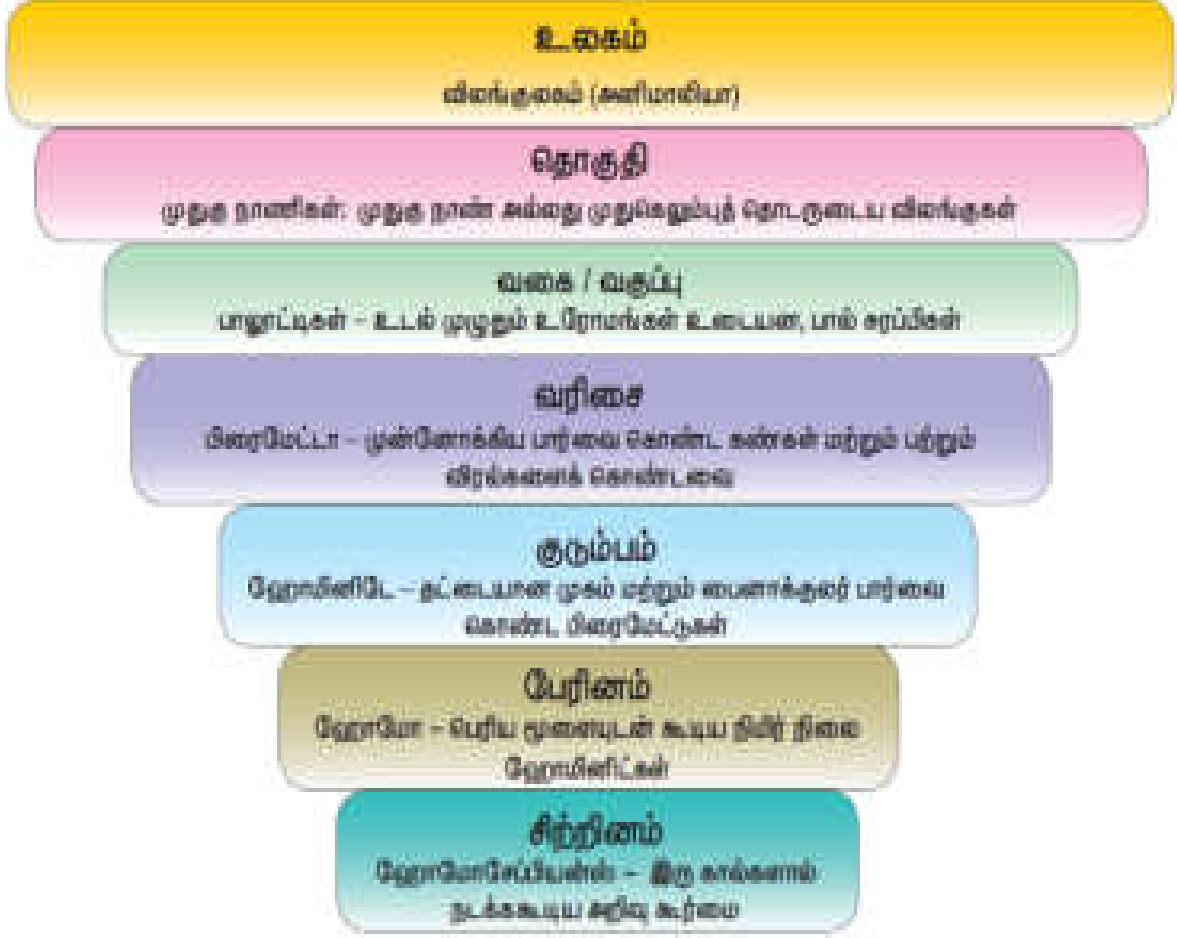 உலகம்
விலங்குலகம் (அனிமாலியா)
தொகுதி
முதுகு நாணிகள்: முதுகு நாண் அல்லது முதுகெலும்புத் தொடருடைய விலங்குகள்
வகை / வகுப்பு
பாலூட்டிகள் – உடல் முழுதும் உரோமங்கள் உடையன, பால் சுரப்பிகள்
வரிசை
பிரைமேட்டா – முன்னோக்கிய பார்வை கொண்ட கண்கள் மற்றும் பற்றும்
விரல்களைக் கொண்டவை
குடும்பம்
ஹோமினிடே – தட்டையான முகம் மற்றும் பைனாக்குலர் பார்வை
கொண்ட பிரைமேட்டுகள்
பேரினம்
ஹோமோ – பெரிய மூளையுடன் கூடிய நிமிர் நிலை
ஹோமினிட்கள்
சிற்றினம்
ஹோமோசேப்பியன்ஸ் – இரு கால்களால்
நடக்ககூடிய அறிவு கூர்மை